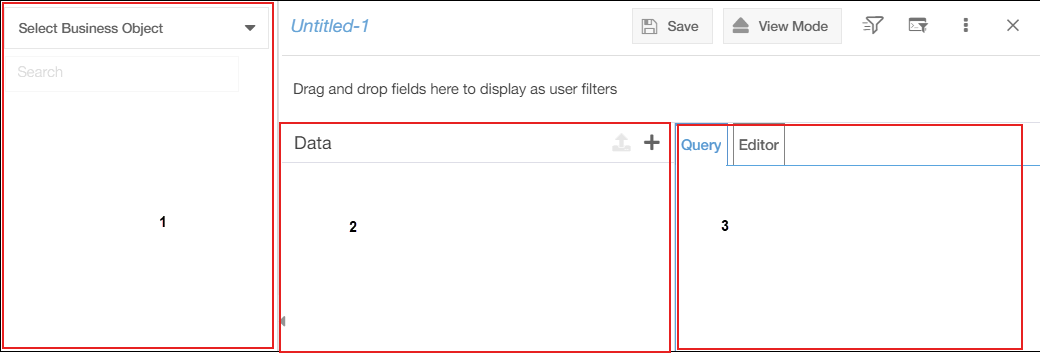 Select Business Object
Search
1
Untitled-1
Save
View Mode
Drag and drop fields here to display as user filters
Data
2
Query
Editor
3